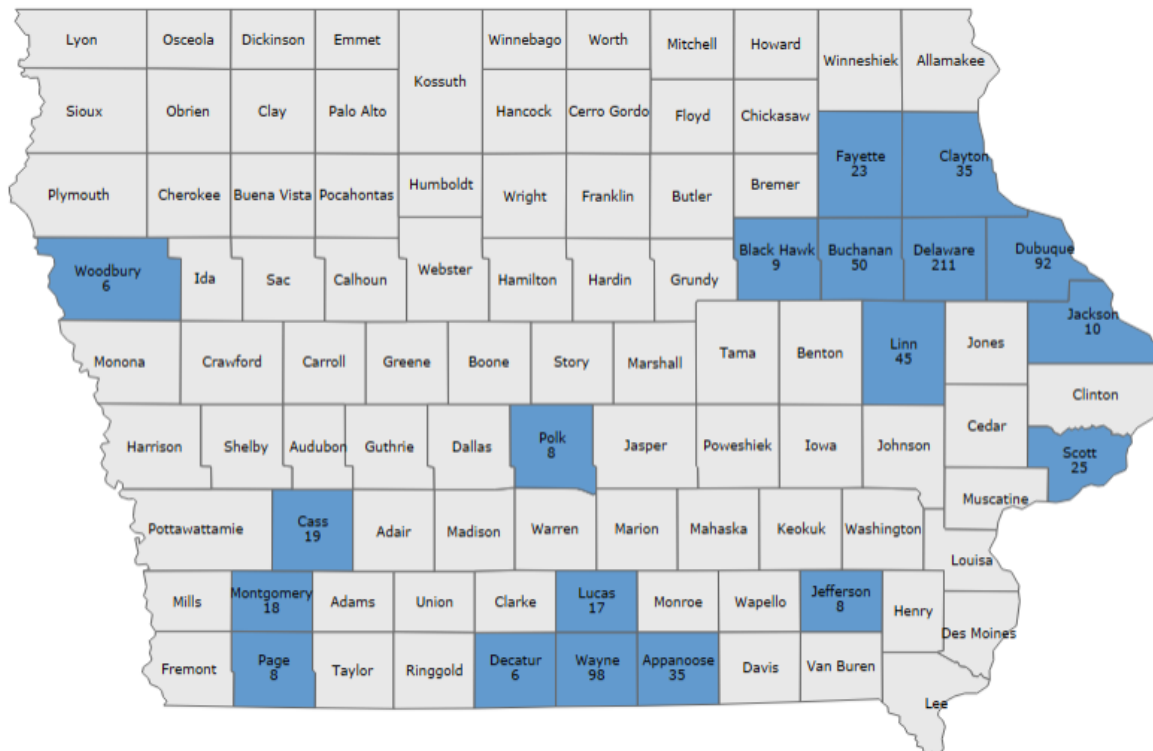 Lyon
Osceola
Dickinson
Emmet
Winnebago
Worth
Mitchell
Howard
Winneshiek
Allamakee
Kossuth
Sioux
Obrien
Clay
Palo Alto
Hancock
Cerro Gordo
Floyd
Chickasaw
Fayette
23
Clayton
35
Plymouth
Cherokee
Buena Vista
Pocahontas
Humboldt
Wright
Franklin
Butler
Bremer
Woodbury
6
Ida
Sac
Calhoun
Webster
Hamilton
Hardin
Grundy
Black Hawk
9
Buchanan
50
Delaware
211
Dubuque
92
Jackson
10
Monona
Crawford
Carroll
Greene
Boone
Story
Marshall
Tama
Benton
Linn
45
Jones
Clinton
Harrison
Shelby
Audubon
Guthrie
Dallas
Polk
8
Jasper
Poweshiek
Iowa
Johnson
Cedar
Scott
25
Muscatine
Pottawattamie
Cass
19
Adair
Madison
Warren
Marion
Mahaska
Keokuk
Washington
Louisa
Mills
Montgomery
18
Adams
Union
Clarke
Lucas
17
Monroe
Wapello
Jefferson
8
Henry
Des Moines
Fremont
Page
8
Taylor
Ringgold
Decatur
6
Wayne
98
Appanoose
35
Davis
Van Buren
Lee